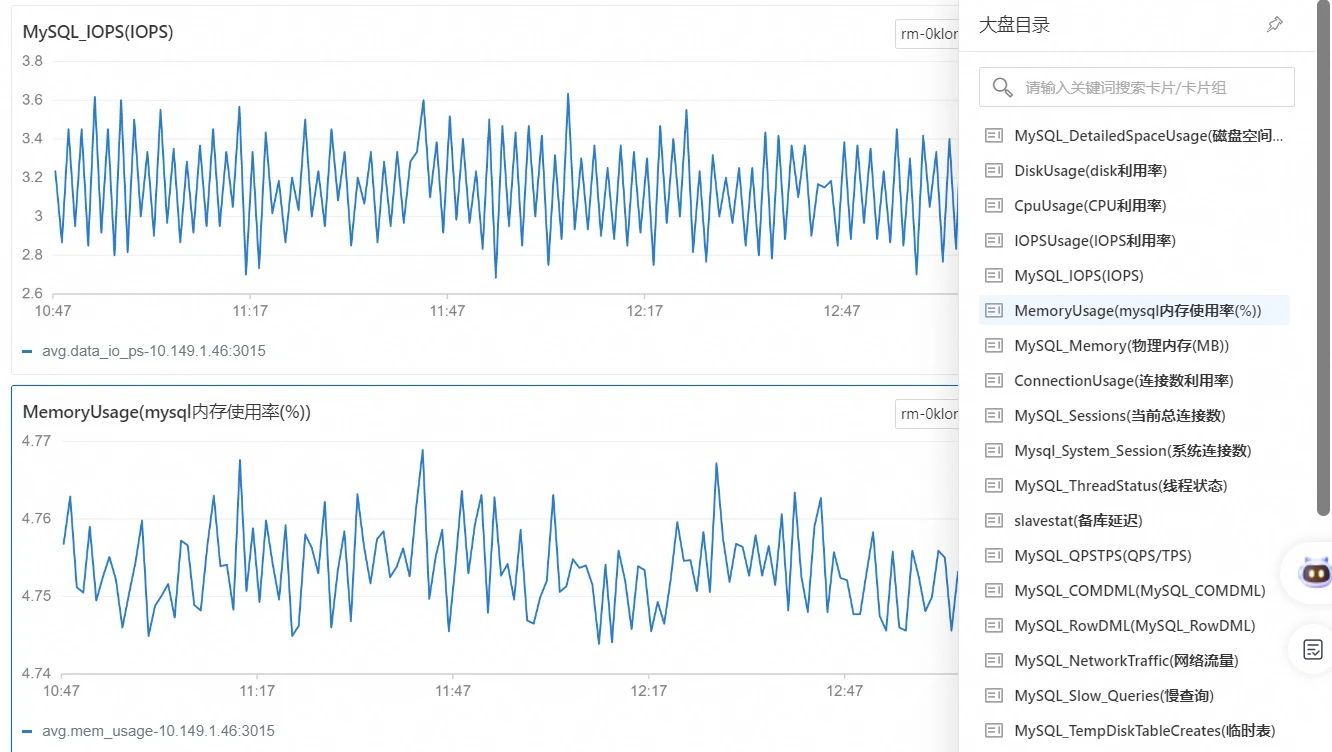 MySQL_IOPS(IOPS)
rm-0klor
3.8
3.6
3.4
3.2
3
2.8
2.6
10:47
11:17
11:47
12:17
12:47
avg.data_io_ps-10.149.1.46:3015
MemoryUsage(mysql内存使用率(%))
rm-0klor
4.77
4.76
4.75
4.74
10:47
11:17
11:47
12:17
12:47
avg.mem_usage-10.149.1.46:3015
大盘目录
请输入关键词搜索卡片/卡片组
MySQL_DetailedSpaceUsage(磁盘空间...
DiskUsage(disk利用率)
CpuUsage(CPU利用率)
IOPSUsage(IOPS利用率)
MySQL_IOPS(IOPS)
MemoryUsage(mysql内存使用率(%))
MySQL_Memory(物理内存(MB))
ConnectionUsage(连接数利用率)
MySQL_Sessions(当前总连接数)
Mysql_System_Session(系统连接数)
MySQL_ThreadStatus(线程状态)
slavestat(备库延迟)
MySQL_QPSTPS(QPS/TPS)
MySQL_COMDML(MySQL_COMDML)
MySQL_RowDML(MySQL_RowDML)
MySQL_NetworkTraffic(网络流量)
MySQL_Slow_Queries(慢查询)
MySQL_TempDiskTableCreates(临时表)